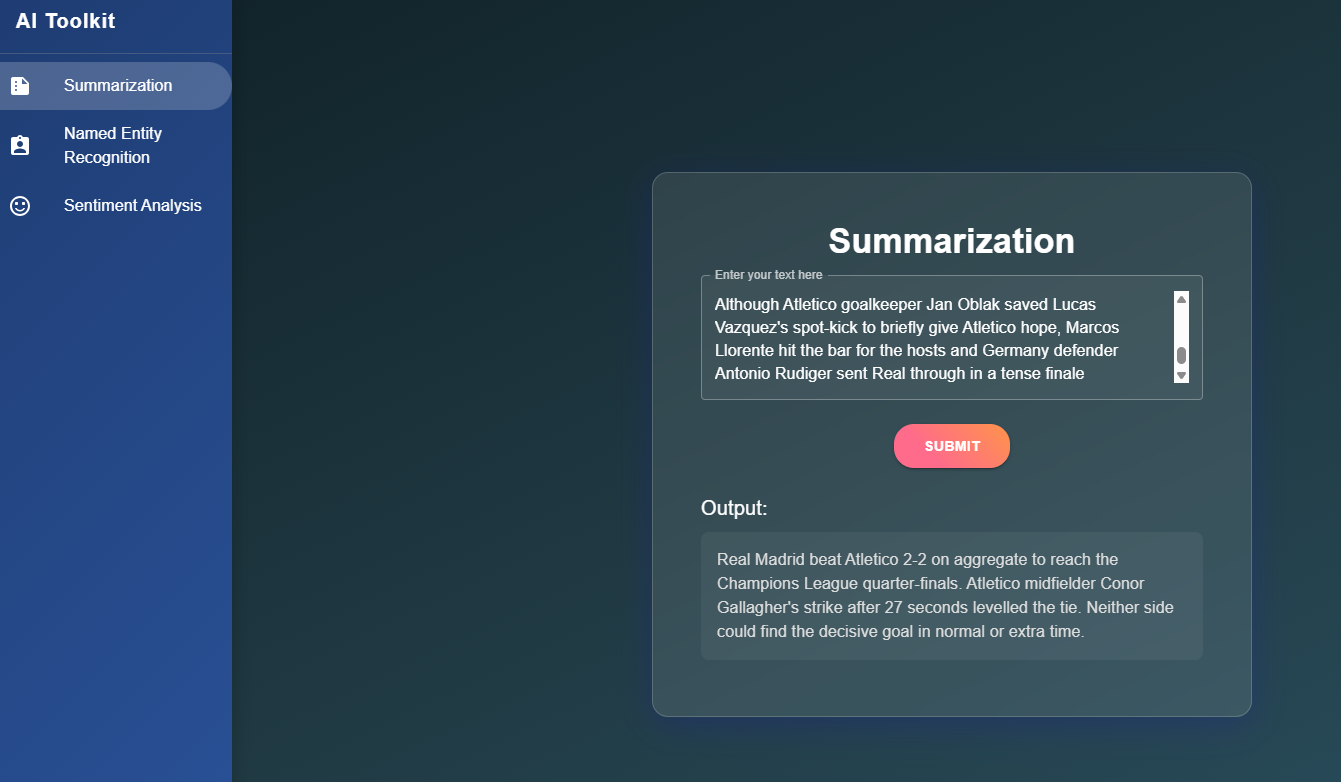 AI Toolkit
Summarization
Named Entity
Recognition
Sentiment Analysis
Summarization
Enter your text here
Although Atletico goalkeeper Jan Oblak saved Lucas
Vazquez's spot-kick to briefly give Atletico hope, Marcos
Llorente hit the bar for the hosts and Germany defender
Antonio Rudiger sent Real through in a tense finale
SUBMIT
Output:
Real Madrid beat Atletico 2-2 on aggregate to reach the
Champions League quarter-finals. Atletico midfielder Conor
Gallagher's strike after 27 seconds levelled the tie. Neither side
could find the decisive goal in normal or extra time.